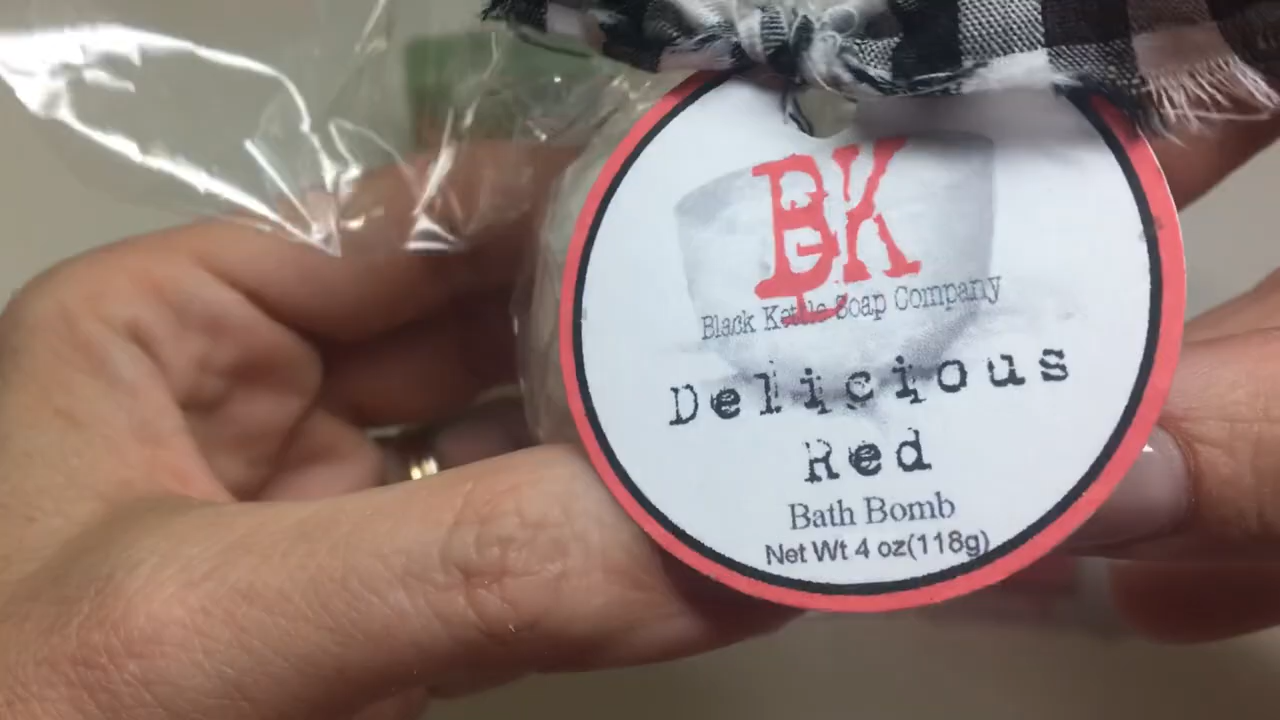 BK
Black Kettle Soap Company
Delicious
Red
Bath Bomb
Net Wt 4 oz(118g)